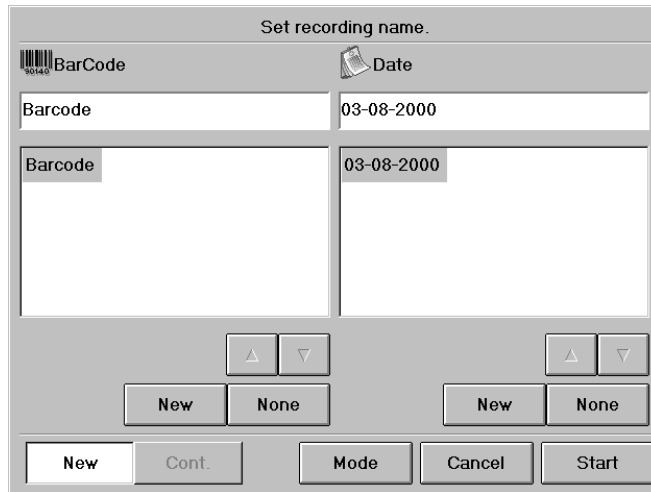 Set recording name.
90140 BarCode Date
Barcode 03-08-2000
Barcode 03-08-2000
New None New None
New Cont. Mode Cancel Start